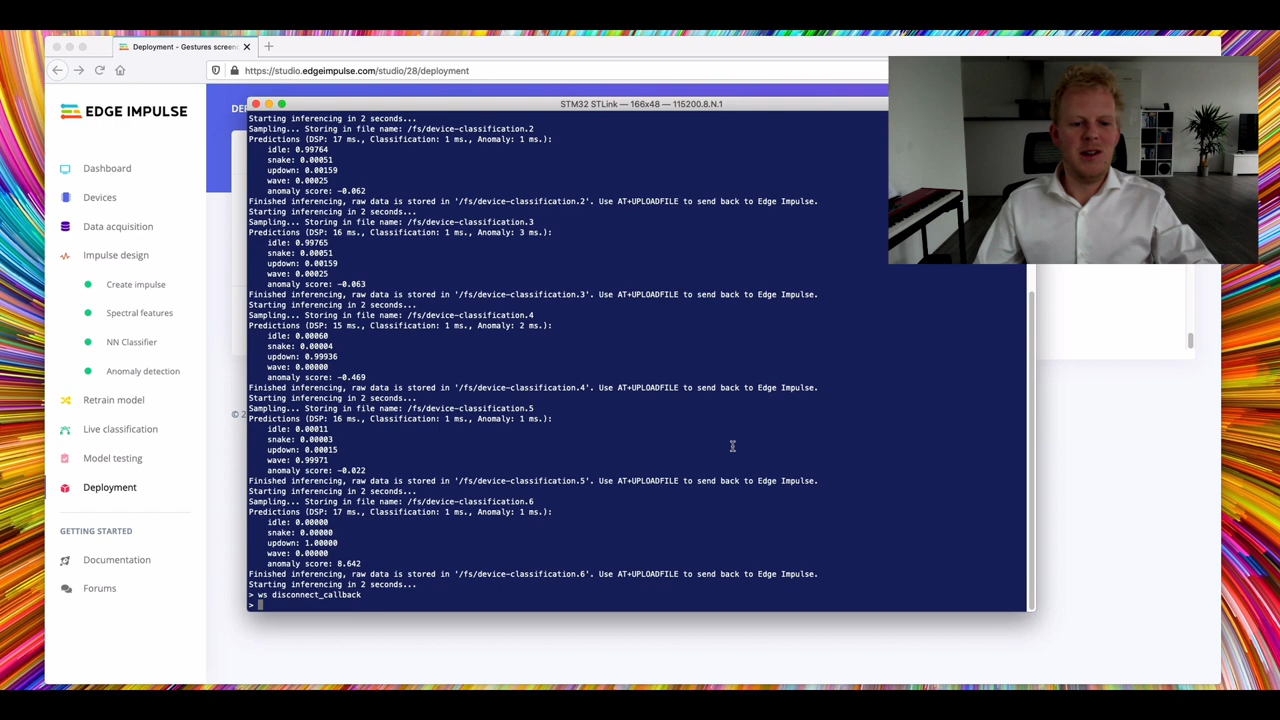 Deployment - Gestures screen
https://studio.edgeimpulse.com/studio/28/deployment
EDGE IMPULSE
Dashboard
Devices
Data acquisition
Impulse design
Create impulse
Spectral features
NN Classifier
Anomaly detection
Retrain model
Live classification
Model testing
Deployment
GETTING STARTED
Documentation
Forums
STM32 STLink — 166x48 — 115200.8.N.1
Starting inferencing in 2 seconds...
Sampling... Storing in file name: /fs/device-classification.2
Predictions (DSP: 17 ms., Classification: 1 ms., Anomaly: 1 ms.):
idle: 0.99764
snake: 0.00051
updown: 0.00159
wave: 0.00025
anomaly score: -0.062
Finished inferencing, raw data is stored in '/fs/device-classification.2'. Use AT+UPLOADFILE to send back to Edge Impulse.
Starting inferencing in 2 seconds...
Sampling... Storing in file name: /fs/device-classification.3
Predictions (DSP: 16 ms., Classification: 1 ms., Anomaly: 3 ms.):
idle: 0.99765
snake: 0.00051
updown: 0.00159
wave: 0.00025
anomaly score: -0.063
Finished inferencing, raw data is stored in '/fs/device-classification.3'. Use AT+UPLOADFILE to send back to Edge Impulse.
Starting inferencing in 2 seconds...
Sampling... Storing in file name: /fs/device-classification.4
Predictions (DSP: 15 ms., Classification: 1 ms., Anomaly: 2 ms.):
idle: 0.00060
snake: 0.00004
updown: 0.99936
wave: 0.00000
anomaly score: -0.469
Finished inferencing, raw data is stored in '/fs/device-classification.4'. Use AT+UPLOADFILE to send back to Edge Impulse.
Starting inferencing in 2 seconds...
Sampling... Storing in file name: /fs/device-classification.5
Predictions (DSP: 16 ms., Classification: 1 ms., Anomaly: 1 ms.):
idle: 0.00011
snake: 0.00003
updown: 0.00015
wave: 0.99971
anomaly score: -0.022
Finished inferencing, raw data is stored in '/fs/device-classification.5'. Use AT+UPLOADFILE to send back to Edge Impulse.
Starting inferencing in 2 seconds...
Sampling... Storing in file name: /fs/device-classification.6
Predictions (DSP: 17 ms., Classification: 1 ms., Anomaly: 1 ms.):
idle: 0.00000
snake: 0.00000
updown: 1.00000
wave: 0.00000
anomaly score: 8.642
Finished inferencing, raw data is stored in '/fs/device-classification.6'. Use AT+UPLOADFILE to send back to Edge Impulse.
Starting inferencing in 2 seconds...
> ws disconnect_callback
>